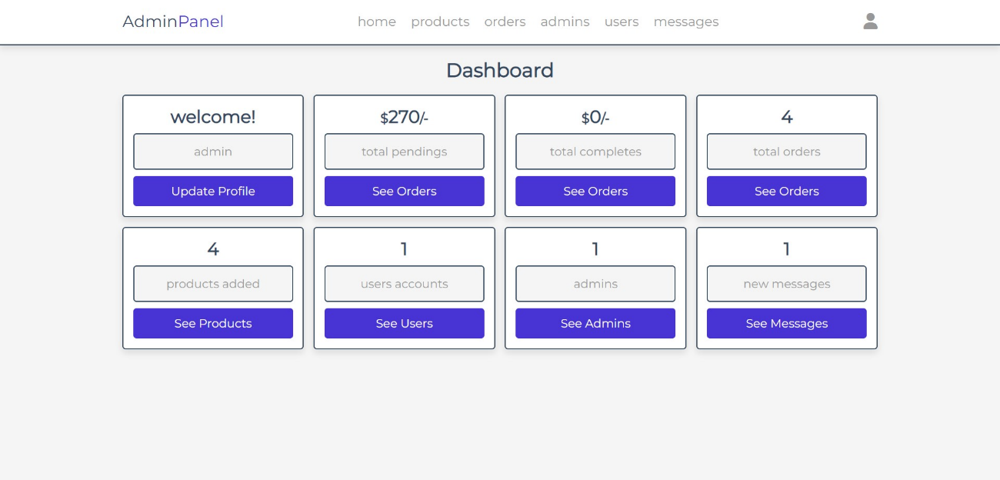 AdminPanel home products orders admins users messages
Dashboard
welcome!
admin
Update Profile
$270/-
total pendings
See Orders
$0/-
total completes
See Orders
4
total orders
See Orders
4
products added
See Products
1
users accounts
See Users
1
admins
See Admins
1
new messages
See Messages